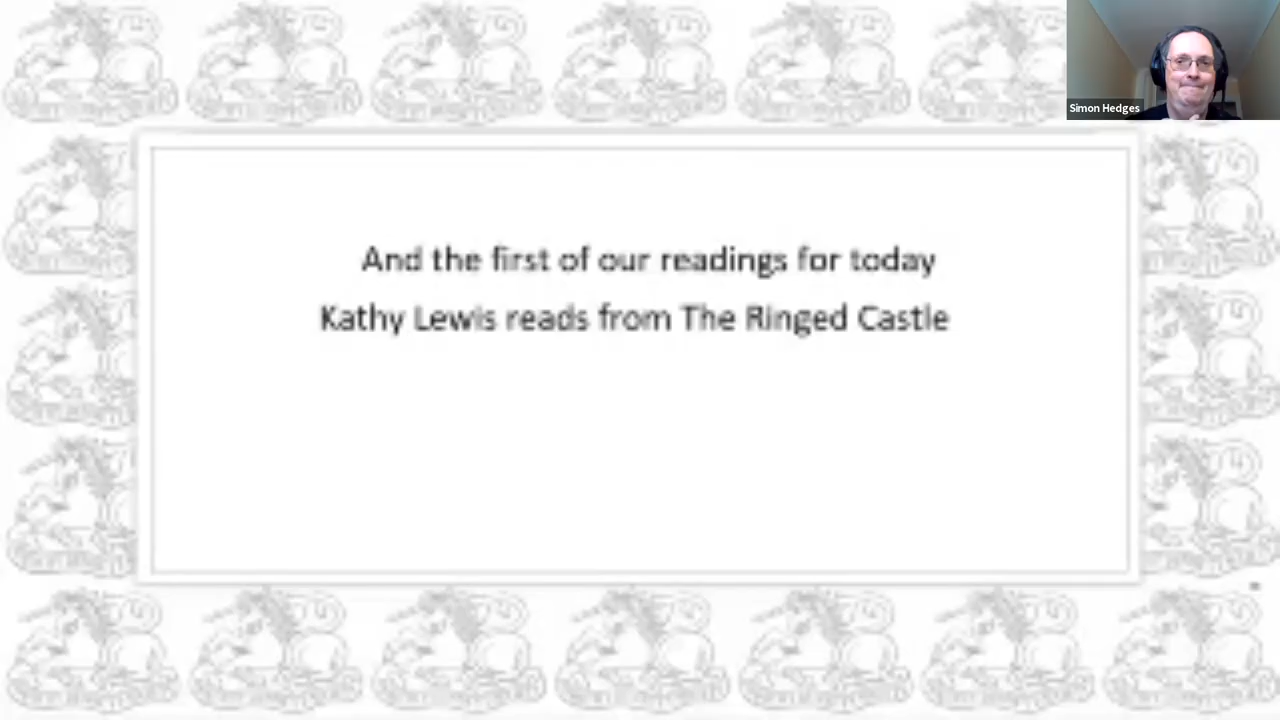 Simon Hedges
And the first of our readings for today
Kathy Lewis reads from The Ringed Castle